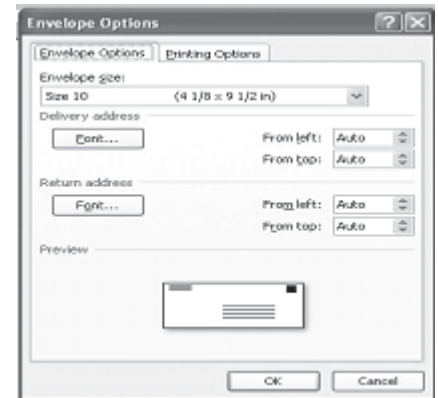 Envelope Options
Envelope Options Printing Options
Envelope size:
Size 10 (4 1/8 x 9 1/2 in)
Delivery address
Font... From left: Auto
From top: Auto
Return address
Font... From left: Auto
From top: Auto
Preview
OK Cancel